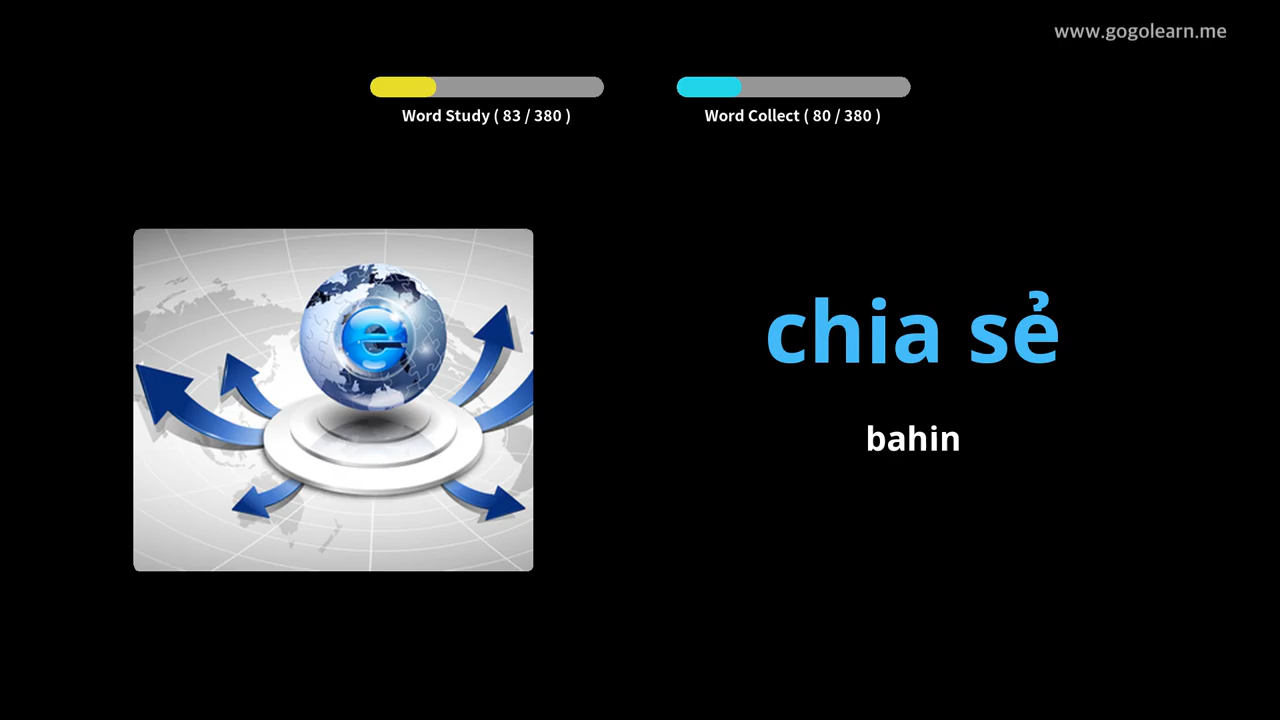 www.gogolearn.me
Word Study ( 83 / 380 )
Word Collect ( 80 / 380 )
e
chia sẻ
bahin